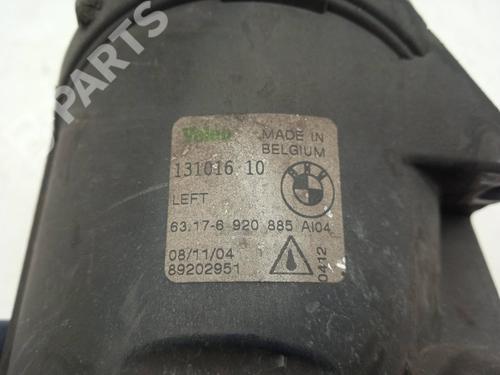 Valeo
MADE IN
BELGIUM
131016 10
LEFT
63.17-6 920 885 AI04
08/11/04
89202951
0412
B-PARTS
B-PARTS